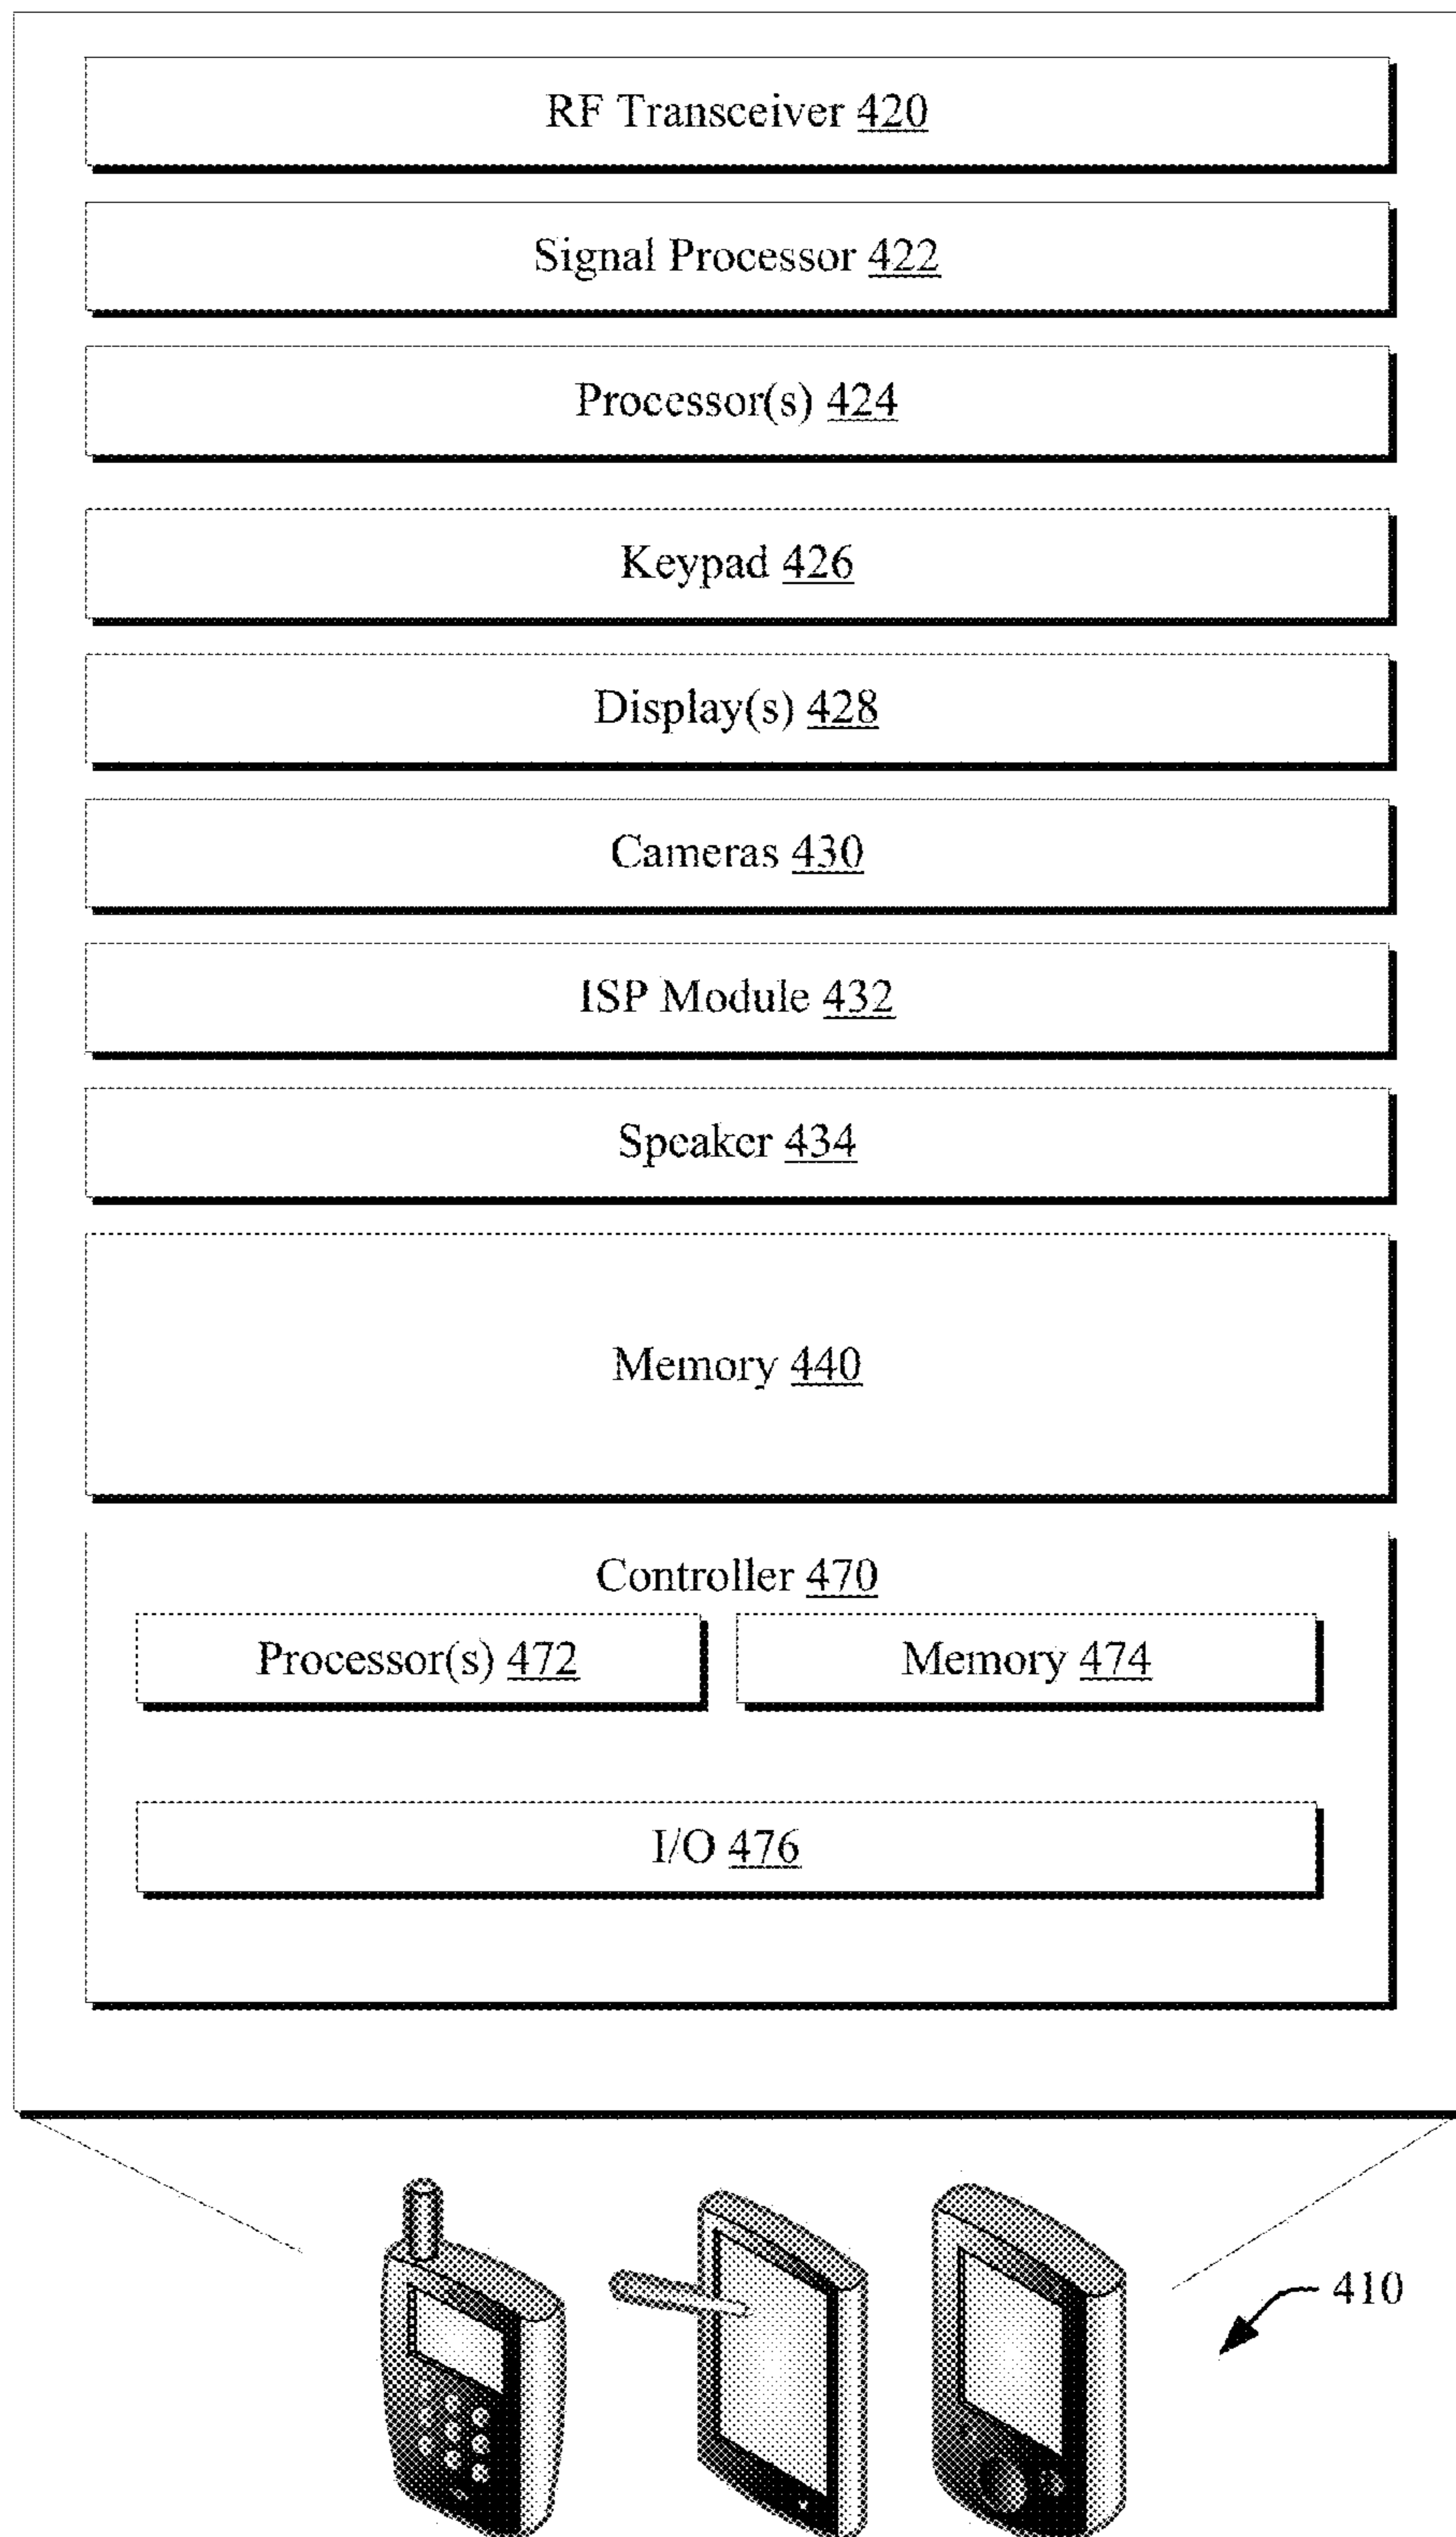 RF Transceiver 420
Signal Processor 422
Processor(s) 424
Keypad 426
Display(s) 428
Cameras 430
ISP Module 432
Speaker 434
Memory 440
Controller 470
Processor(s) 472
Memory 474
I/O 476
410